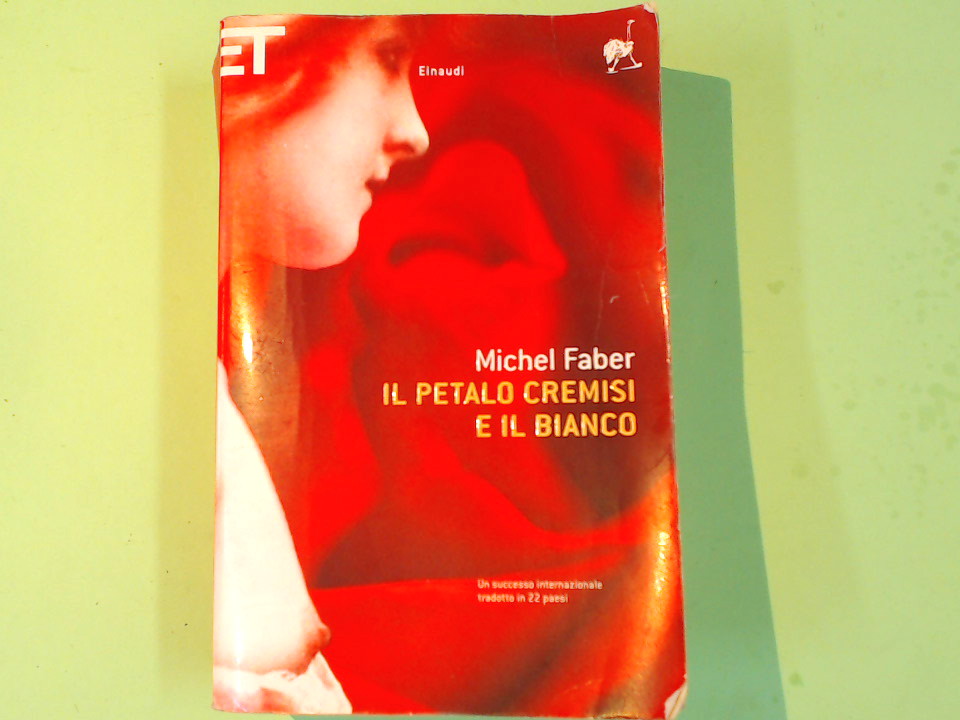 ET
Einaudi
Michel Faber
IL PETALO CREMISI
E IL BIANCO
Un successo internazionale
tradotto in 22 paesi